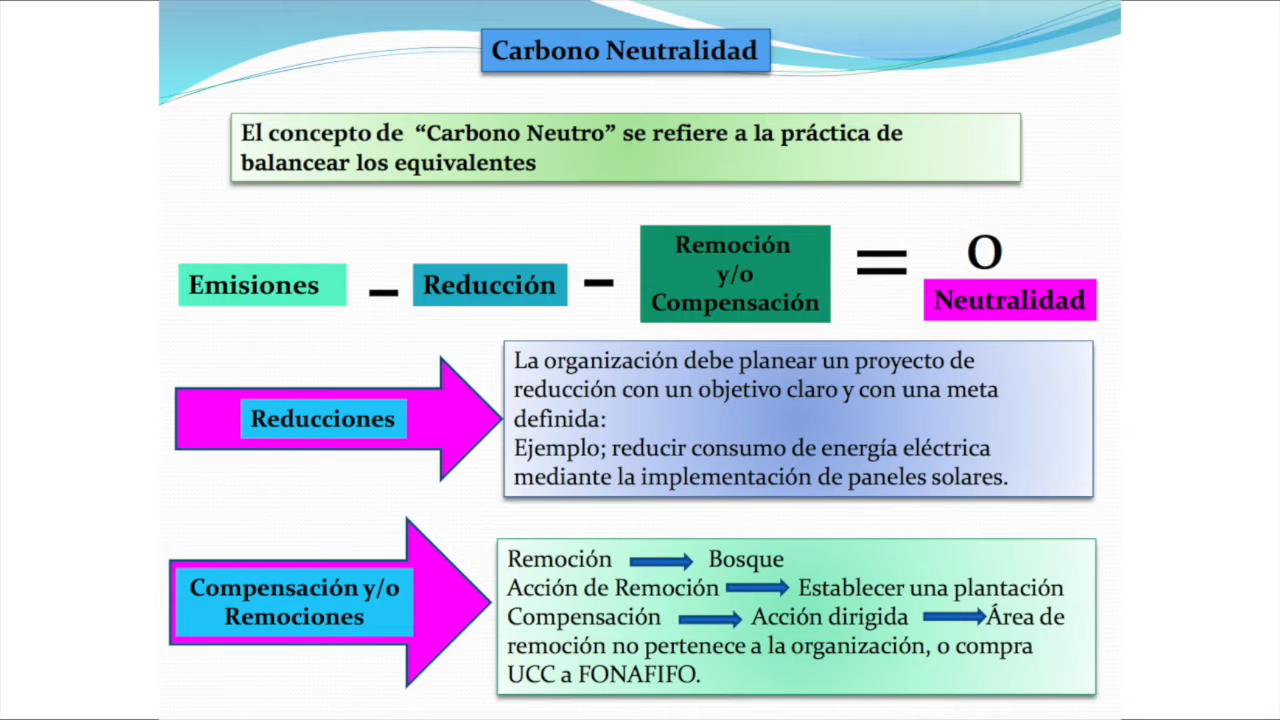 Carbono Neutralidad
El concepto de “Carbono Neutro” se refiere a la práctica de
balancear los equivalentes
Emisiones – Reducción – Remoción
y/o
Compensación
= 0
Neutralidad
Reducciones
La organización debe planear un proyecto de
reducción con un objetivo claro y con una meta
definida:
Ejemplo; reducir consumo de energía eléctrica
mediante la implementación de paneles solares.
Compensación y/o
Remociones
Remoción Bosque
Acción de Remoción Establecer una plantación
Compensación Acción dirigida Área de
remoción no pertenece a la organización, o compra
UCC a FONAFIFO.